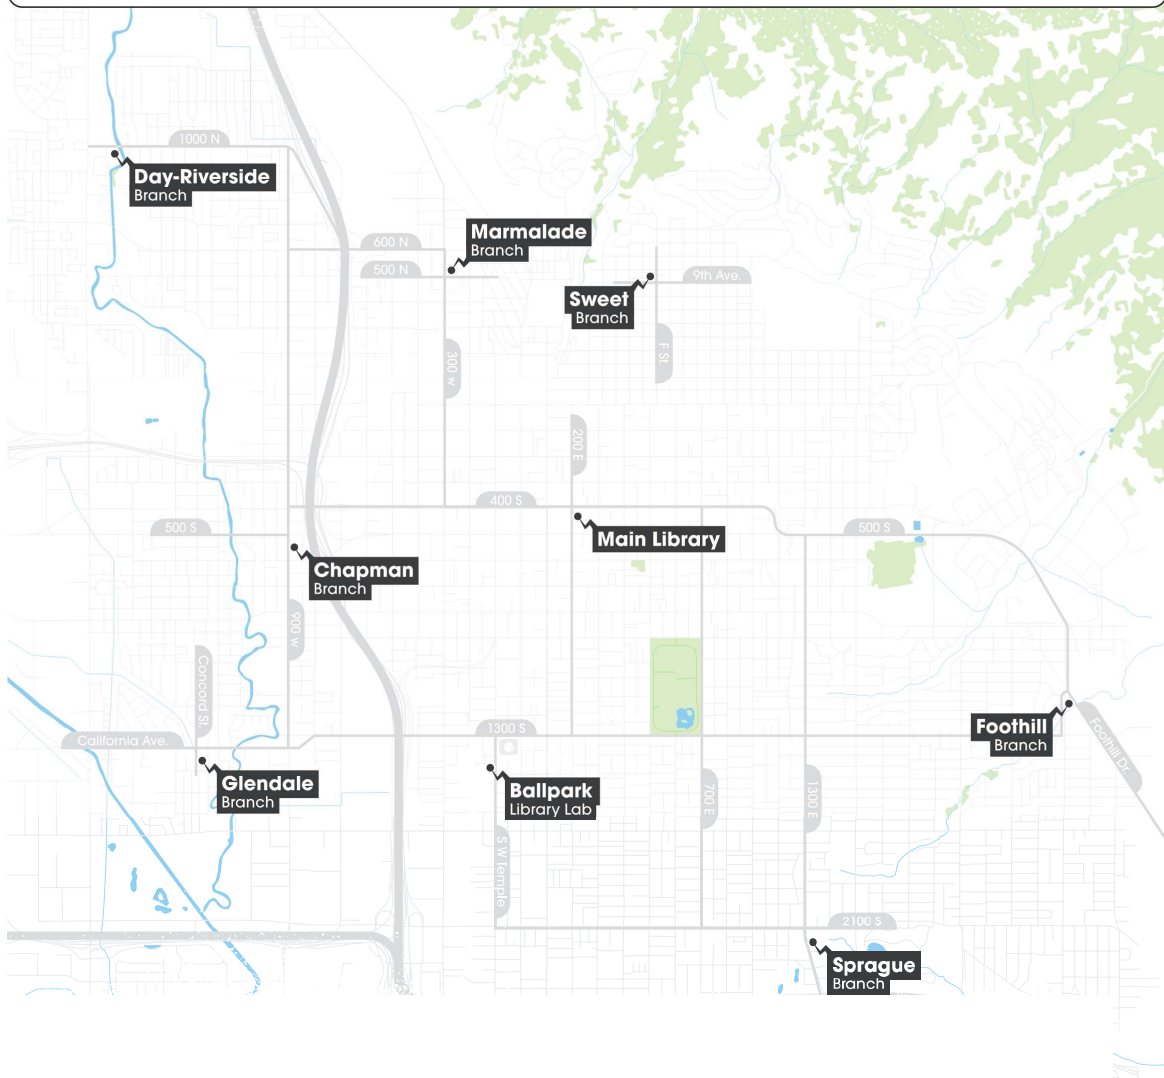 1000 N
Day-Riverside
Branch
Marmalade
Branch
600 N
500 N
9th Ave.
Sweet
Branch
300 W
F St.
200 E
400 S
500 S
500 S
Main Library
Chapman
Branch
900 W
Concord St.
California Ave.
1300 S
Foothill
Branch
Foothill Dr.
Glendale
Branch
Ballpark
Library Lab
700 E
1300 E
S W Temple
2100 S
Sprague
Branch